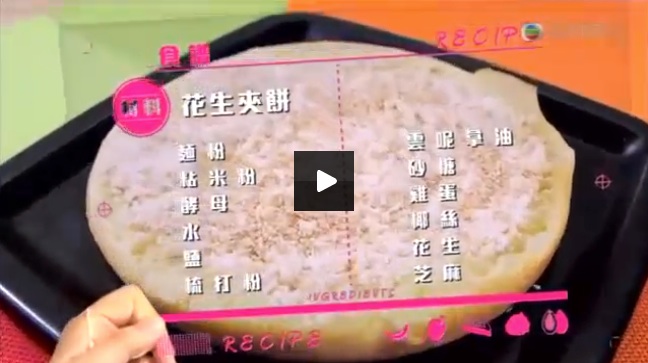 食譜
RECIPE
材料
花生夾餅
麵粉
粘米粉
酵母
水
鹽
梳打粉
雲呢拿油
砂糖
雞蛋
椰絲
花生
芝麻
INGREDIENTS
RECIPE